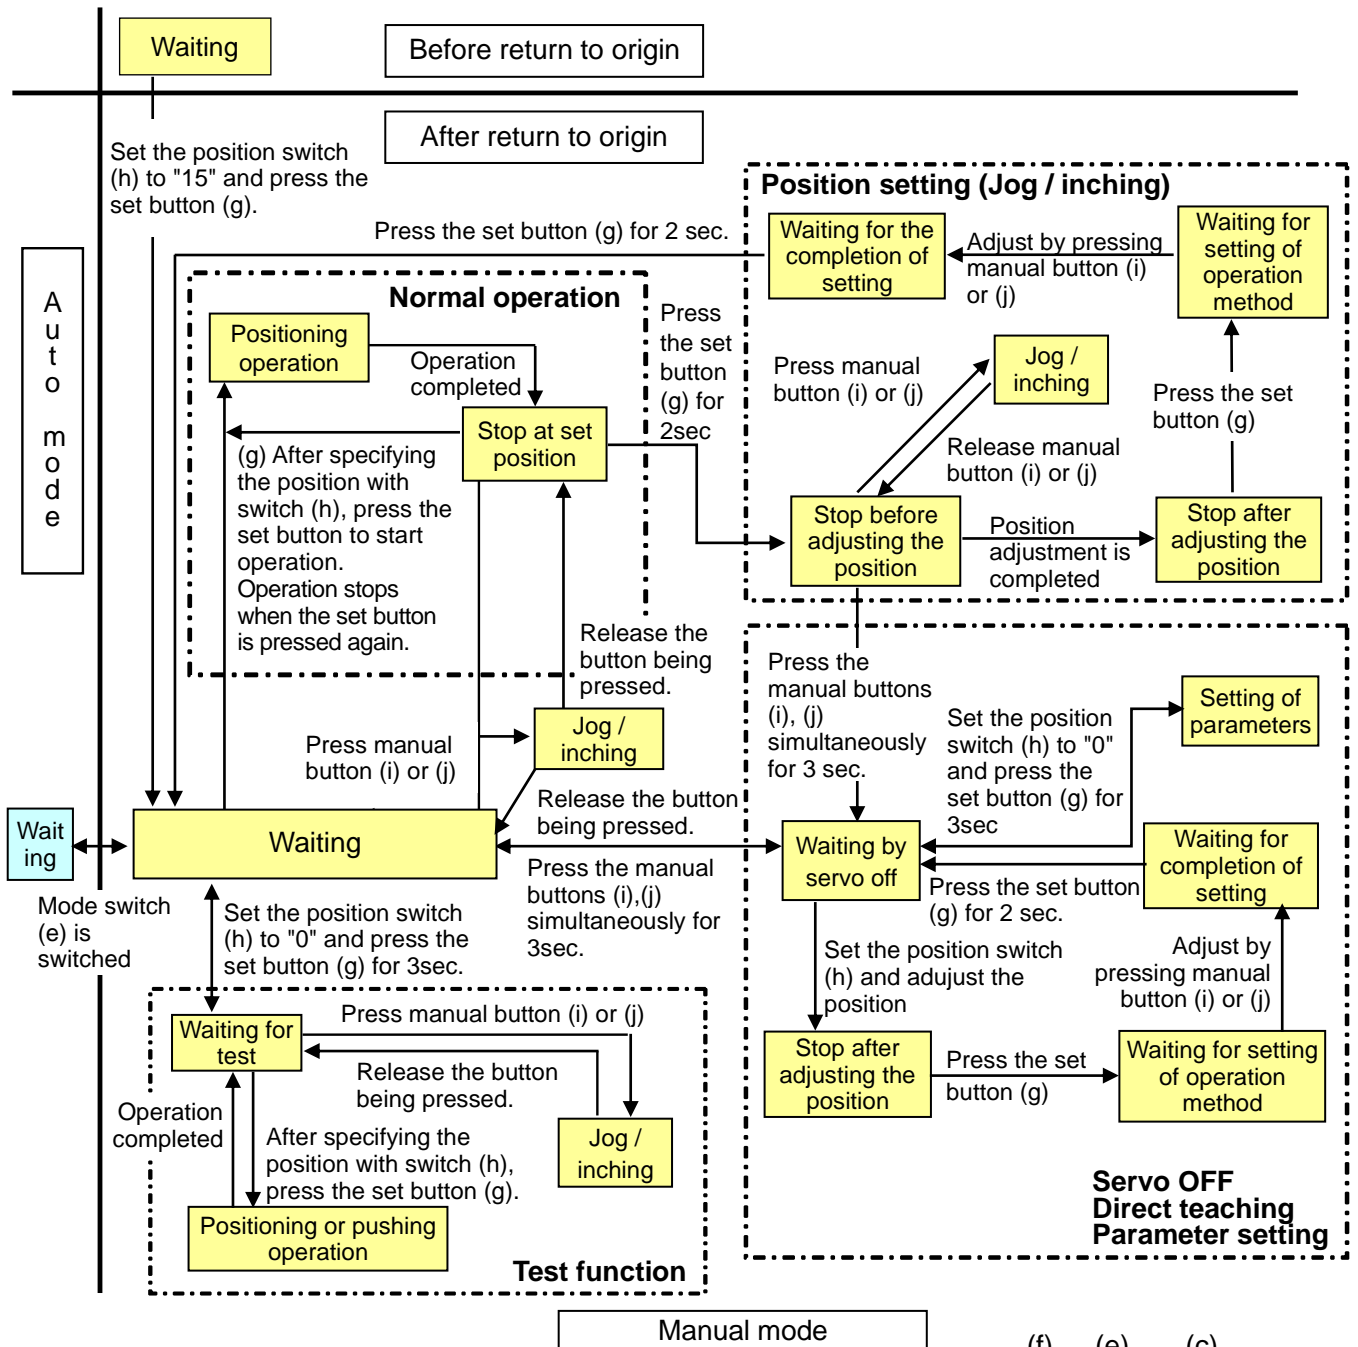 Waiting
Before return to origin
After return to origin
Set the position switch
(h) to "15" and press the
set button (g).
Auto mode
Position setting (Jog / inching)
Press the set button (g) for 2 sec.
Waiting for the
completion of
setting
Adjust by pressing
manual button (i)
or (j)
Waiting for
setting of
operation
method
Normal operation
Positioning
operation
Operation
completed
Press
the set
button
(g) for
2sec
Stop at set
position
(g) After specifying
the position with
switch (h), press the
set button to start
operation.
Operation stops
when the set button
is pressed again.
Press manual
button (i) or (j)
Jog /
inching
Release manual
button (i) or (j)
Press the set
button (g)
Stop before
adjusting the
position
Position
adjustment is
completed
Stop after
adjusting the
position
Release the
button being
pressed.
Press manual
button (i) or (j)
Jog /
inching
Press the
manual buttons
(i), (j)
simultaneously
for 3 sec.
Set the position
switch (h) to "0"
and press the
set button (g) for
3sec
Setting of
parameters
Wait
ing
Waiting
Release the button
being pressed.
Press the manual
buttons (i),(j)
simultaneously for
3sec.
Waiting by
servo off
Waiting for
completion of
setting
Press the set button
(g) for 2 sec.
Mode switch
(e) is
switched
Set the position switch
(h) to "0" and press the
set button (g) for 3sec.
Set the position switch
(h) and adujust the
position
Adjust by
pressing manual
button (i) or (j)
Waiting for
test
Press manual button (i) or (j)
Release the button
being pressed.
Stop after
adjusting the
position
Press the set
button (g)
Waiting for setting
of operation
method
Operation
completed
After specifying the
position with switch (h),
press the set button (g).
Jog /
inching
Positioning or pushing
operation
Test function
Servo OFF
Direct teaching
Parameter setting
Manual mode
(f) (e) (c)